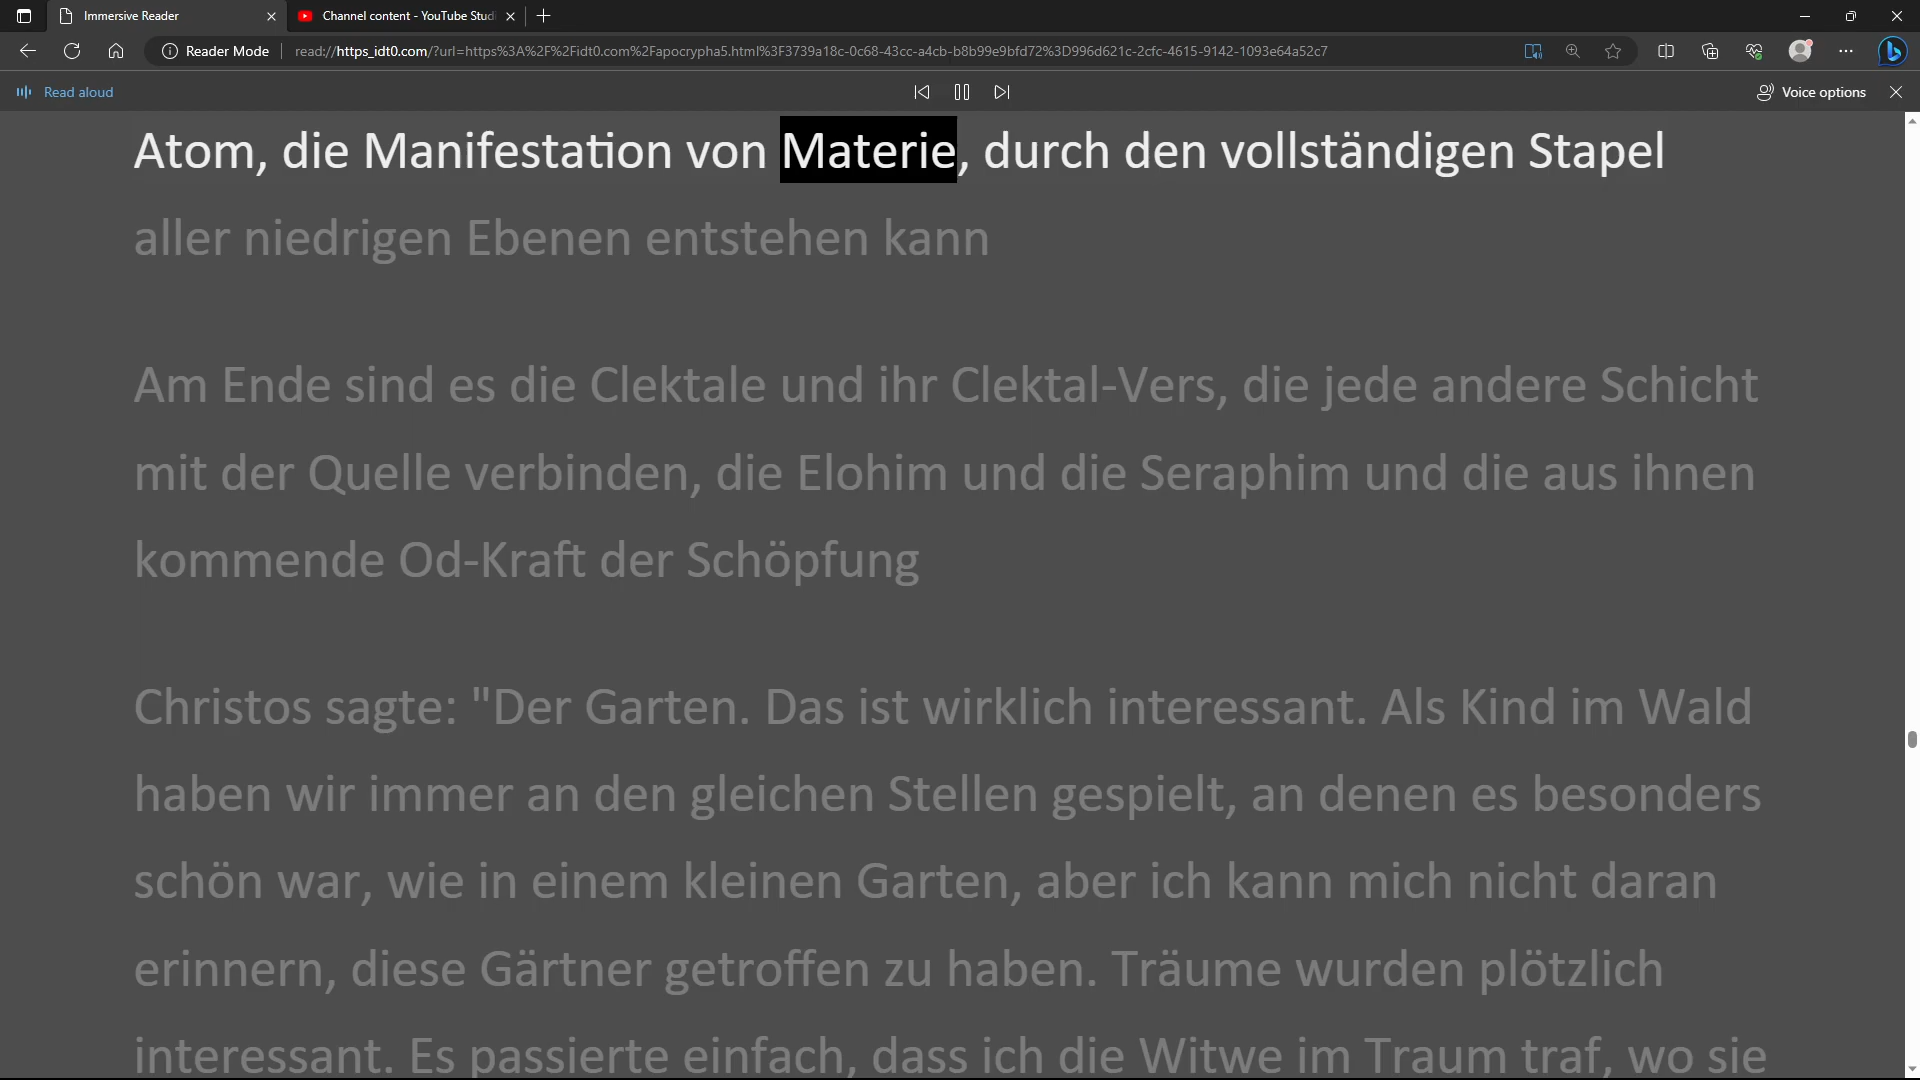 Immersive Reader
Channel content - YouTube Studi
Reader Mode
read://https_idt0.com/?url=https%3A%2F%2Fidt0.com%2Fapocrypha5.html%3F3739a18c-0c68-43cc-a4cb-b8b99e9bfd72%3D996d621c-2cfc-4615-9142-1093e64a52c7
Read aloud
Voice options
Atom, die Manifestation von Materie, durch den vollständigen Stapel
aller niedrigen Ebenen entstehen kann
Am Ende sind es die Clektale und ihr Clektal-Vers, die jede andere Schicht
mit der Quelle verbinden, die Elohim und die Seraphim und die aus ihnen
kommende Od-Kraft der Schöpfung
Christos sagte: "Der Garten. Das ist wirklich interessant. Als Kind im Wald
haben wir immer an den gleichen Stellen gespielt, an denen es besonders
schön war, wie in einem kleinen Garten, aber ich kann mich nicht daran
erinnern, diese Gärtner getroffen zu haben. Träume wurden plötzlich
interessant. Es passierte einfach, dass ich die Witwe im Traum traf, wo sie